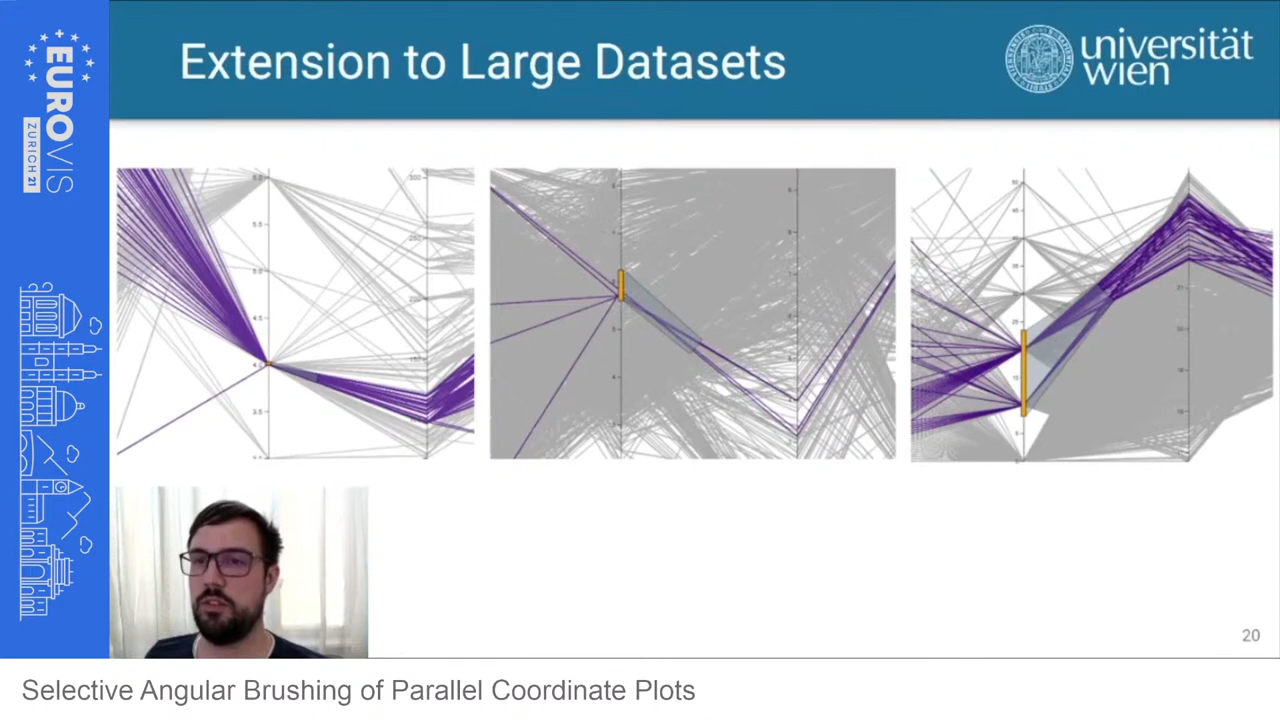 EUROVIS
ZURICH 21
Extension to Large Datasets
universität
wien
20
Selective Angular Brushing of Parallel Coordinate Plots